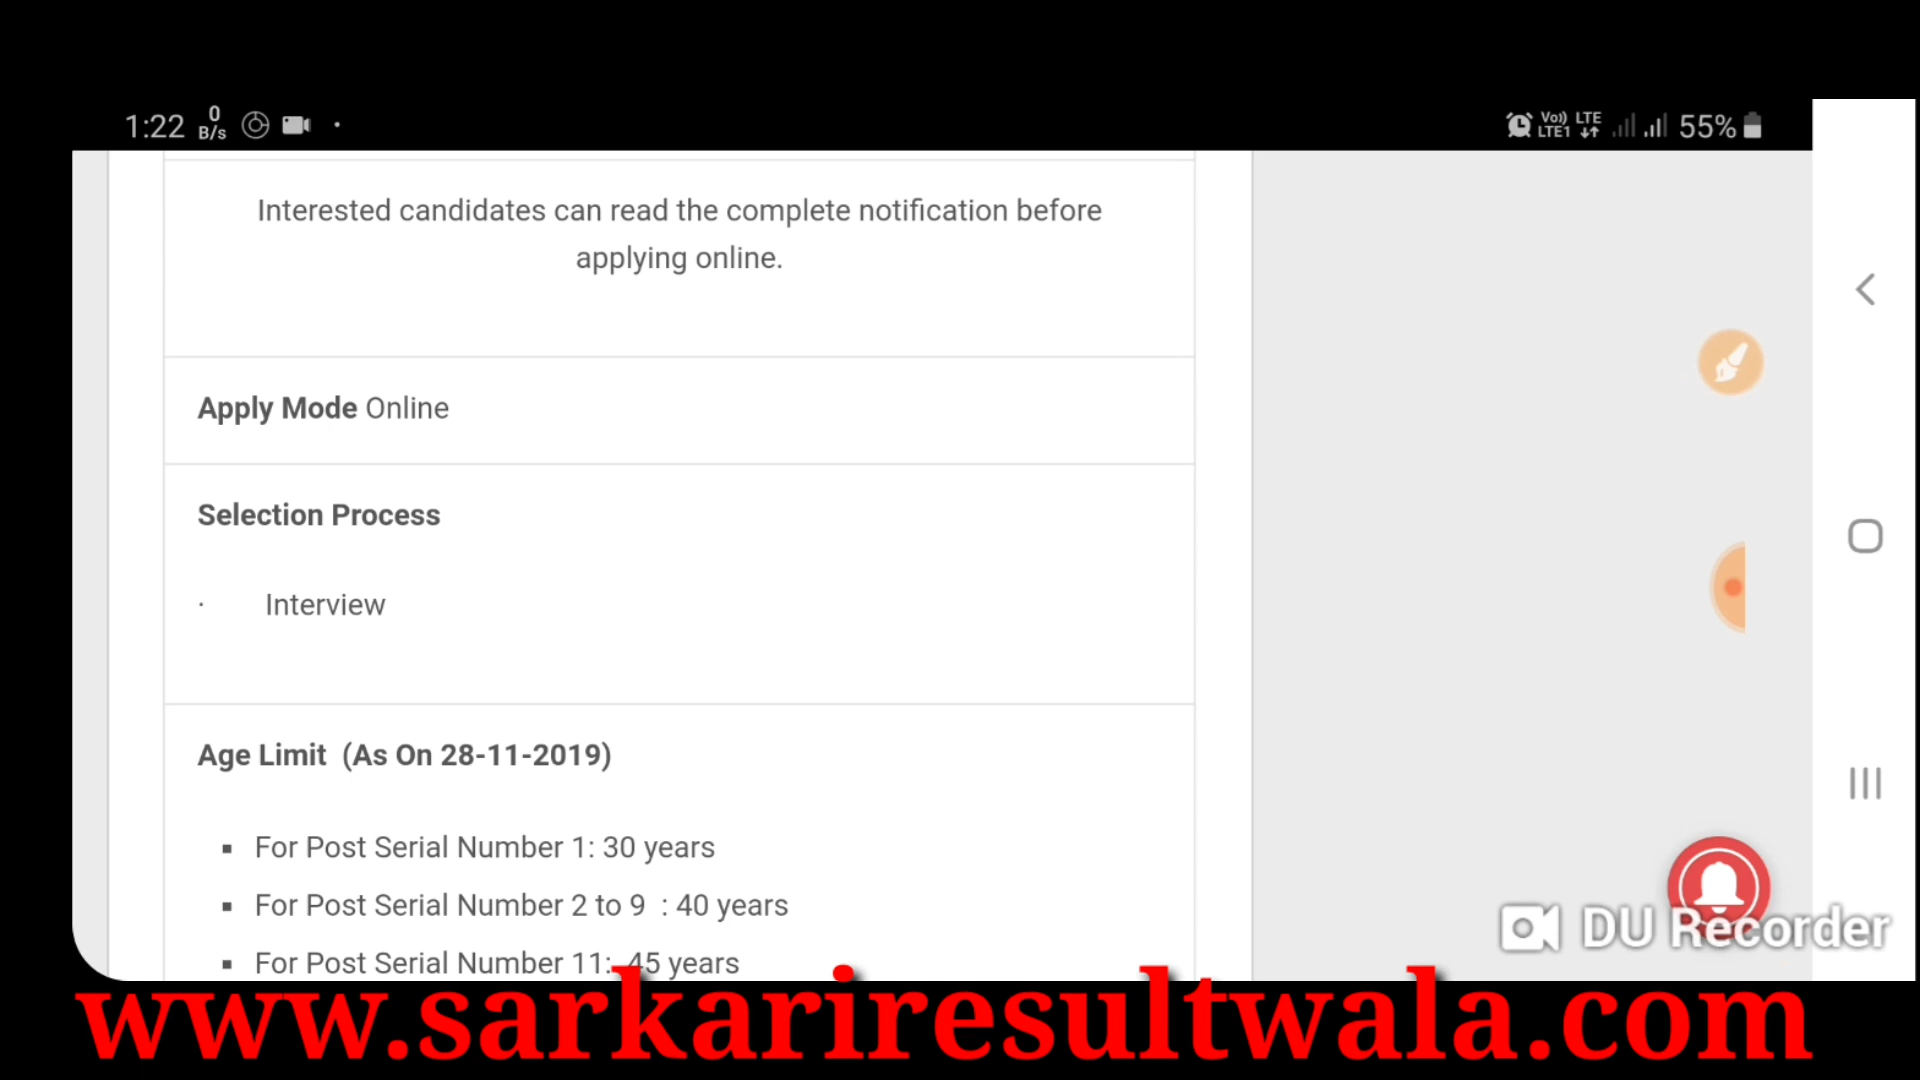 1:22 0 B/s
Vo)) LTE1 LTE 55%
Interested candidates can read the complete notification before
applying online.
Apply Mode Online
Selection Process
· Interview
Age Limit (As On 28-11-2019)
▪ For Post Serial Number 1: 30 years
▪ For Post Serial Number 2 to 9 : 40 years
▪ For Post Serial Number 11: 45 years
DU Recorder
www.sarkariresultwala.com